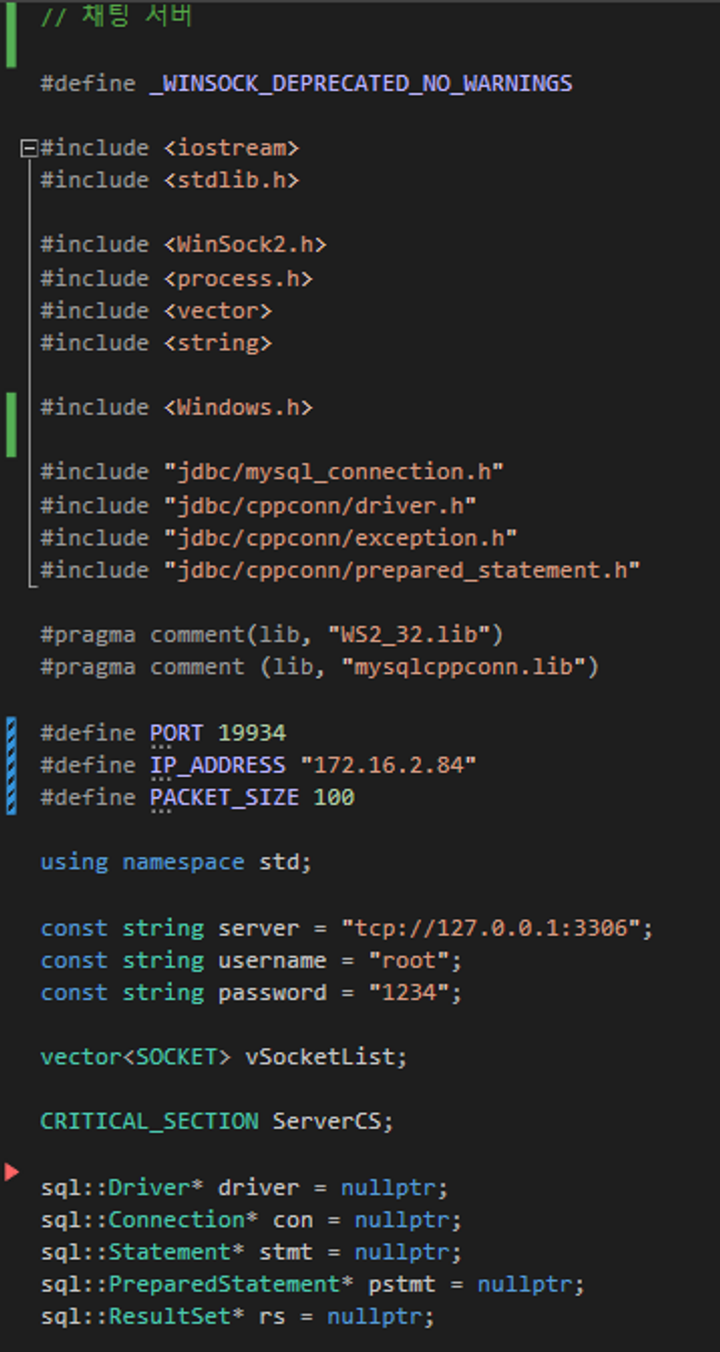 // 채팅 서버
#define _WINSOCK_DEPRECATED_NO_WARNINGS
#include <iostream>
#include <stdlib.h>
#include <WinSock2.h>
#include <process.h>
#include <vector>
#include <string>
#include <Windows.h>
#include "jdbc/mysql_connection.h"
#include "jdbc/cppconn/driver.h"
#include "jdbc/cppconn/exception.h"
#include "jdbc/cppconn/prepared_statement.h"
#pragma comment(lib, "WS2_32.lib")
#pragma comment (lib, "mysqlcppconn.lib")
#define PORT 19934
#define IP_ADDRESS "172.16.2.84"
#define PACKET_SIZE 100
using namespace std;
const string server = "tcp://127.0.0.1:3306";
const string username = "root";
const string password = "1234";
vector<SOCKET> vSocketList;
CRITICAL_SECTION ServerCS;
sql::Driver* driver = nullptr;
sql::Connection* con = nullptr;
sql::Statement* stmt = nullptr;
sql::PreparedStatement* pstmt = nullptr;
sql::ResultSet* rs = nullptr;